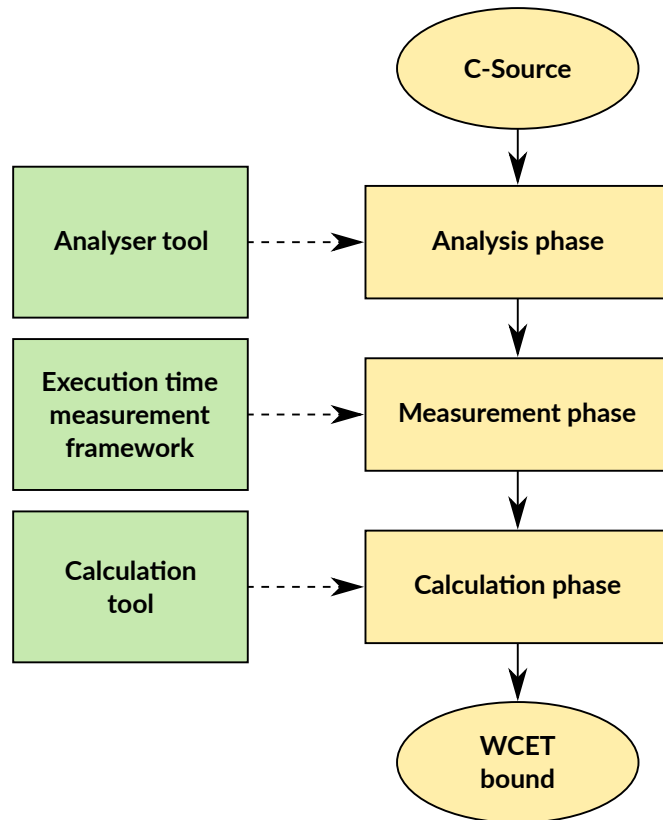 C-Source
Analyser tool
Analysis phase
Execution time
measurement
framework
Measurement phase
Calculation
tool
Calculation phase
WCET
bound